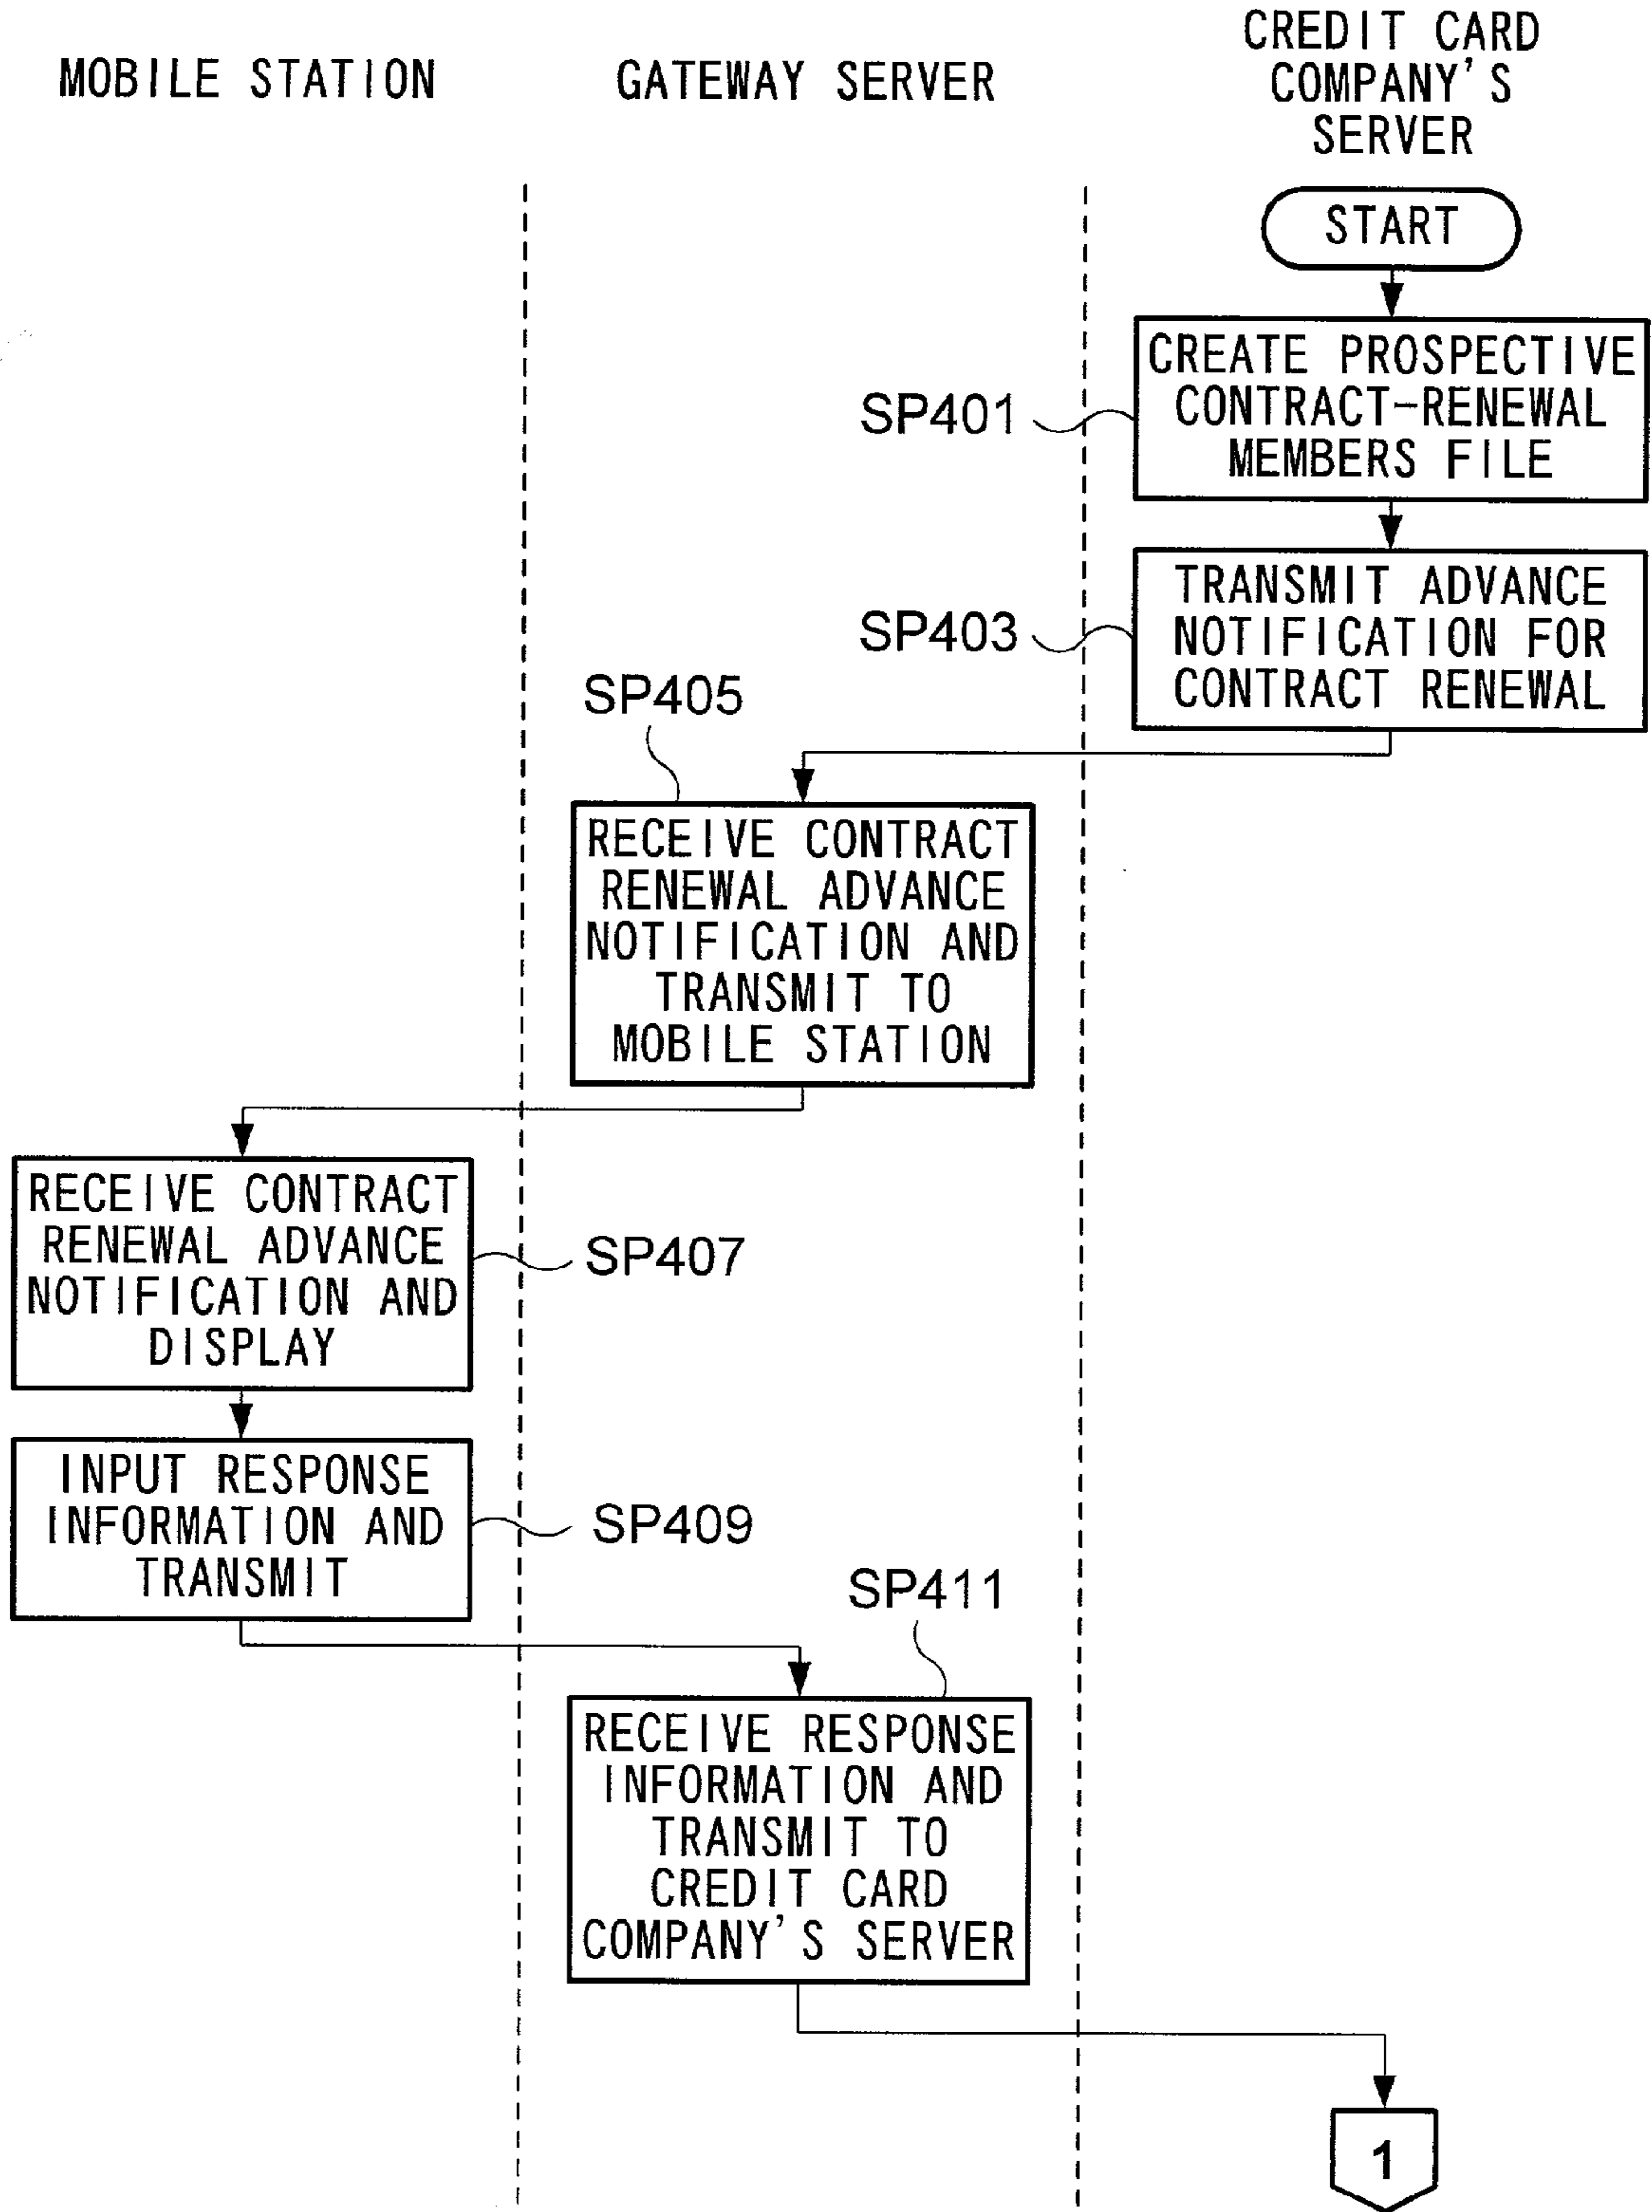 MOBILE STATION
GATEWAY SERVER
CREDIT CARD
COMPANY'S
SERVER
START
SP401
CREATE PROSPECTIVE
CONTRACT-RENEWAL
MEMBERS FILE
SP403
TRANSMIT ADVANCE
NOTIFICATION FOR
CONTRACT RENEWAL
SP405
RECEIVE CONTRACT
RENEWAL ADVANCE
NOTIFICATION AND
TRANSMIT TO
MOBILE STATION
RECEIVE CONTRACT
RENEWAL ADVANCE
NOTIFICATION AND
DISPLAY
SP407
INPUT RESPONSE
INFORMATION AND
TRANSMIT
SP409
SP411
RECEIVE RESPONSE
INFORMATION AND
TRANSMIT TO
CREDIT CARD
COMPANY'S SERVER
1